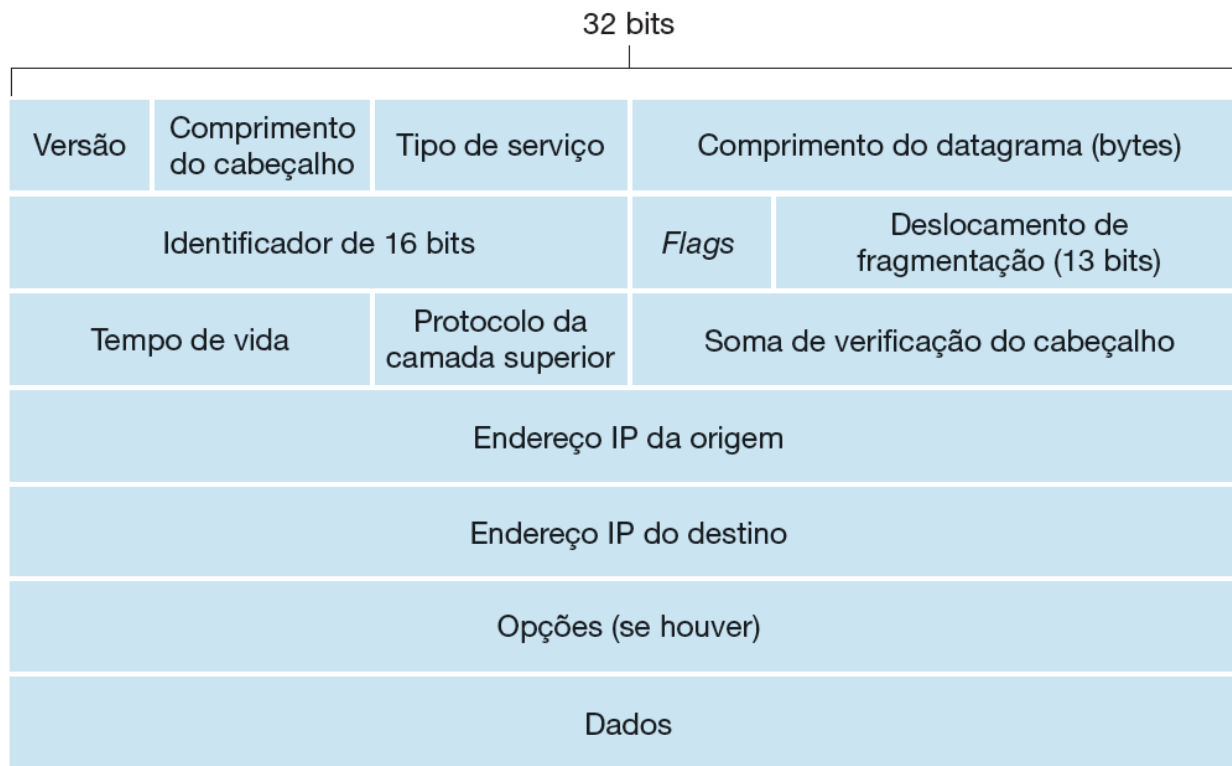 32 bits
Versão
Comprimento
do cabeçalho
Tipo de serviço
Comprimento do datagrama (bytes)
Identificador de 16 bits
Flags
Deslocamento de
fragmentação (13 bits)
Tempo de vida
Protocolo da
camada superior
Soma de verificação do cabeçalho
Endereço IP da origem
Endereço IP do destino
Opções (se houver)
Dados